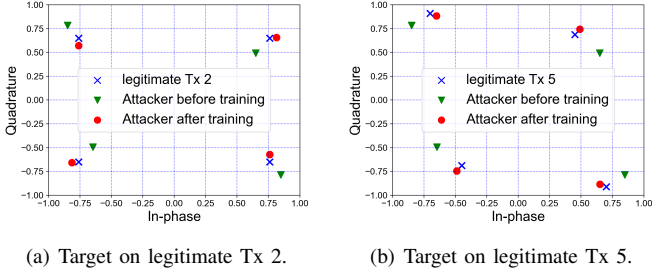 1.00
0.75
0.50
0.25
0.00
−0.25
−0.50
−0.75
−1.00
Quadrature
legitimate Tx 2
Attacker before training
Attacker after training
−1.00 −0.75 −0.50 −0.25 0.00 0.25 0.50 0.75 1.00
In-phase
(a) Target on legitimate Tx 2.
1.00
0.75
0.50
0.25
0.00
−0.25
−0.50
−0.75
−1.00
Quadrature
legitimate Tx 5
Attacker before training
Attacker after training
−1.00 −0.75 −0.50 −0.25 0.00 0.25 0.50 0.75 1.00
In-phase
(b) Target on legitimate Tx 5.